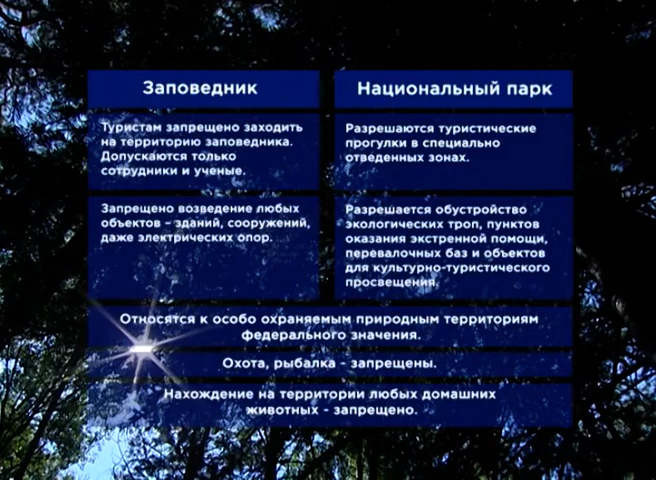 Заповедник
Национальный парк
Туристам запрещено заходить
на территорию заповедника.
Допускаются только
сотрудники и ученые.
Разрешаются туристические
прогулки в специально
отведенных зонах.
Запрещено возведение любых
объектов – зданий, сооружений,
даже электрических опор.
Разрешается обустройство
экологических троп, пунктов
оказания экстренной помощи,
перевалочных баз и объектов
для культурно-туристического
просвещения.
Относятся к особо охраняемым природным территориям
федерального значения.
Охота, рыбалка - запрещены.
Нахождение на территории любых домашних
животных - запрещено.